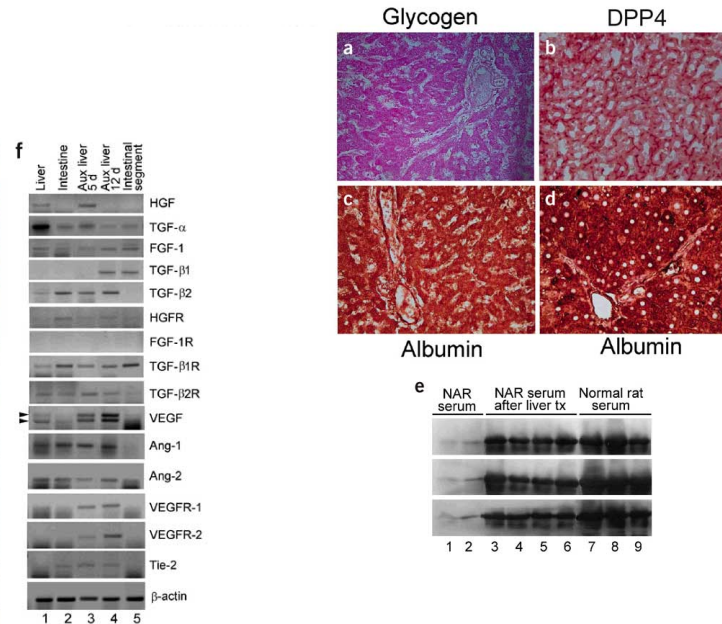 Glycogen
DPP4
a
b
c
d
Albumin
Albumin
e
NAR serum
NAR serum after liver tx
Normal rat serum
1 2 3 4 5 6 7 8 9
f
Liver
Intestine
Aux liver 5 d
Aux liver 12 d
Intestinal segment
HGF
TGF-α
FGF-1
TGF-β1
TGF-β2
HGFR
FGF-1R
TGF-β1R
TGF-β2R
VEGF
Ang-1
Ang-2
VEGFR-1
VEGFR-2
Tie-2
β-actin
1 2 3 4 5